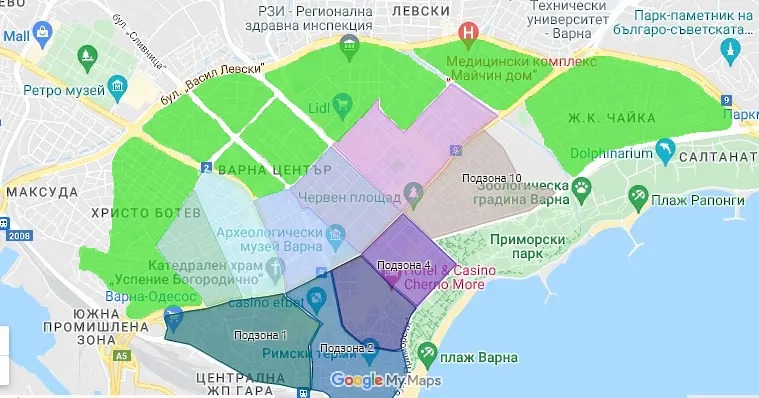 ЕВО
РЗИ - Регионална
здравна инспекция
ЛЕВСКИ
Технически
университет
- Варна
Парк-паметник на
българо-съветската...
Mall
бул. „Сливница“
H
Медицински комплекс
„Майчин дом“
Ретро музей
бул. „Васил Левски“
Lidl
9
Ж.К. ЧАЙКА
Парк
9
Dolphinarium
САЛТАНАТ
2
ВАРНА ЦЕНТЪР
Подзона 10
МАКСУДА
Червен площад
Зоологическа
градина Варна
Плаж Рапонги
ХРИСТО БОТЕВ
2008
Археологически
музей Варна
Приморски
парк
Катедрален храм
"Успение Богородично"
Подзона 4
Hotel & Casino
Cherno More
Варна-Одесос
casino efbet
ЮЖНА
ПРОМИШЛЕНА
ЗОНА
Подзона 1
Подзона 2
Римски терми
A5
плаж Варна
ЦЕНТРАЛНА
ЖП ГАРА
Google My Maps